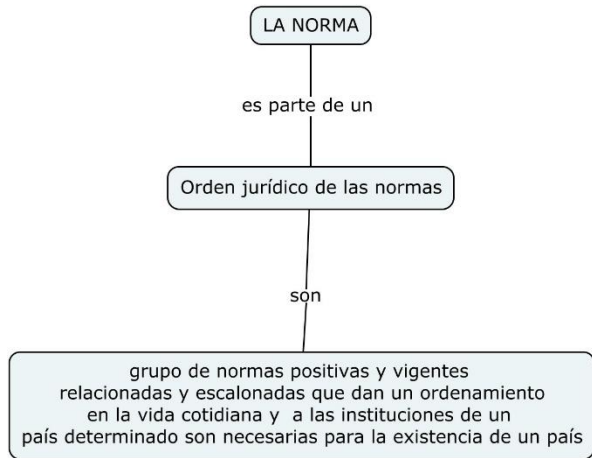 LA NORMA
es parte de un
Orden jurídico de las normas
son
grupo de normas positivas y vigentes
relacionadas y escalonadas que dan un ordenamiento
en la vida cotidiana y a las instituciones de un
país determinado son necesarias para la existencia de un país